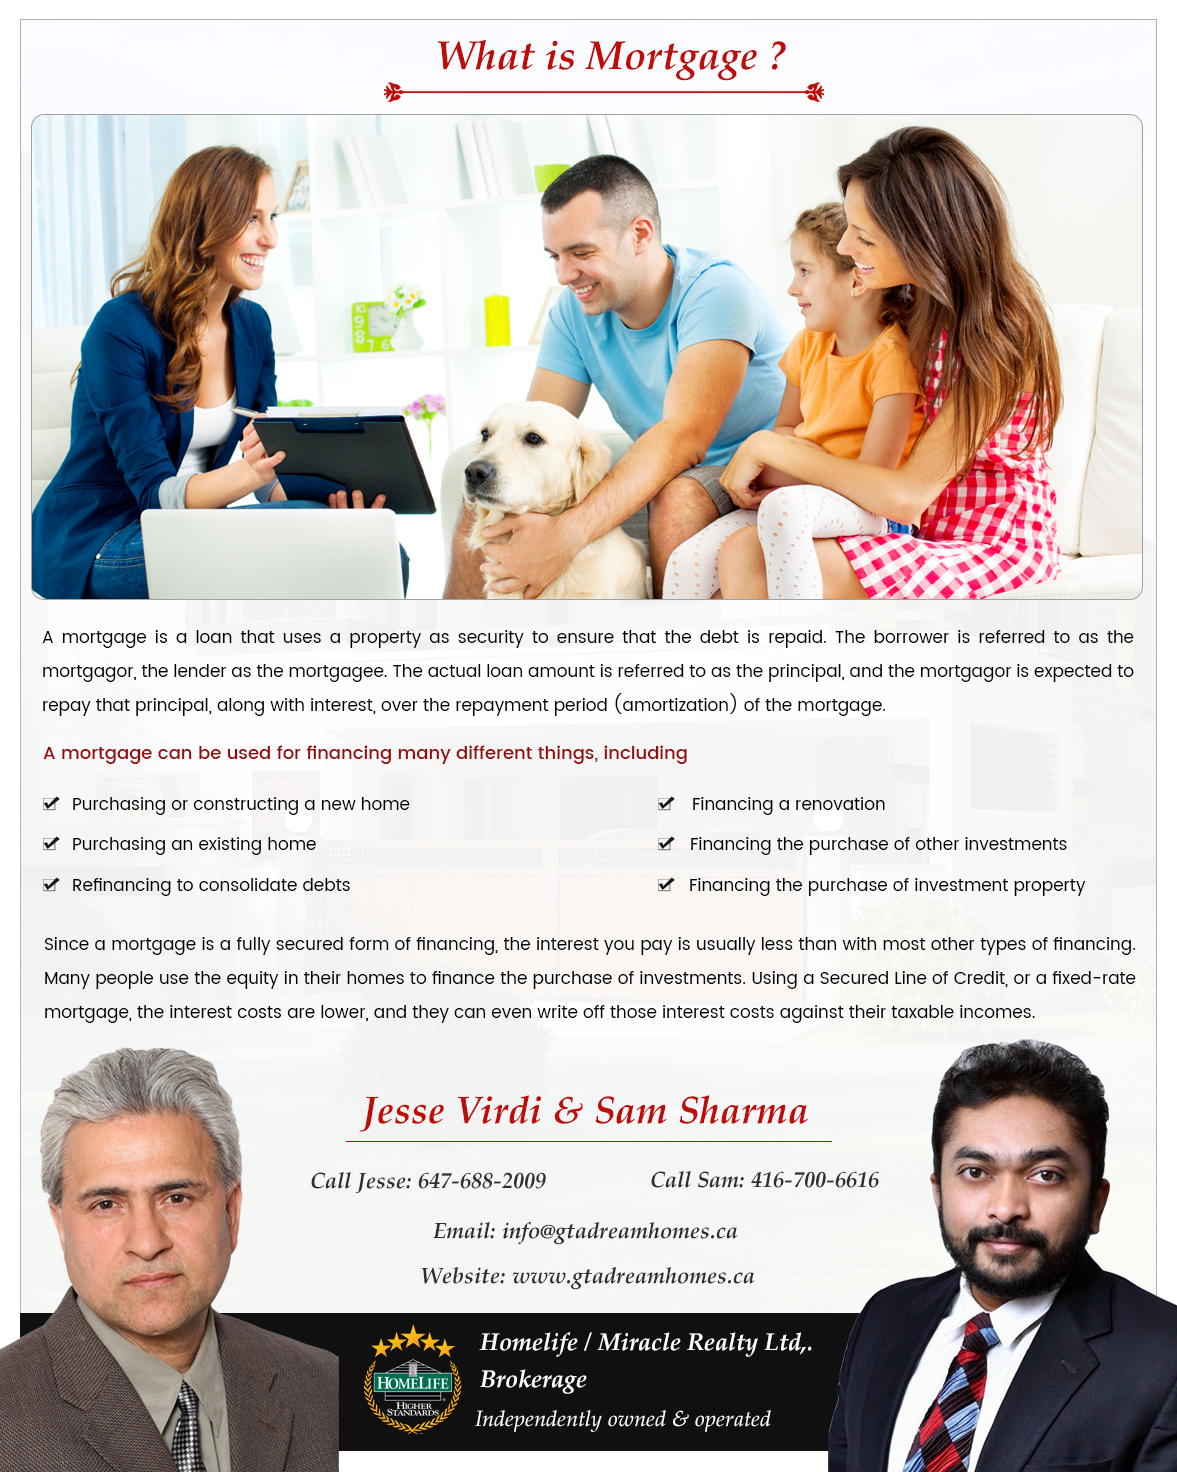 What is Mortgage ?
A mortgage is a loan that uses a property as security to ensure that the debt is repaid. The borrower is referred to as the
mortgagor, the lender as the mortgagee. The actual loan amount is referred to as the principal, and the mortgagor is expected to
repay that principal, along with interest, over the repayment period (amortization) of the mortgage.
A mortgage can be used for financing many different things, including
Purchasing or constructing a new home
Financing a renovation
Purchasing an existing home
Financing the purchase of other investments
Refinancing to consolidate debts
Financing the purchase of investment property
Since a mortgage is a fully secured form of financing, the interest you pay is usually less than with most other types of financing.
Many people use the equity in their homes to finance the purchase of investments. Using a Secured Line of Credit, or a fixed-rate
mortgage, the interest costs are lower, and they can even write off those interest costs against their taxable incomes.
Jesse Virdi & Sam Sharma
Call Jesse: 647-688-2009
Call Sam: 416-700-6616
Email: info@gtadreamhomes.ca
Website: www.gtadreamhomes.ca
HOMELIFE
HIGHER
STANDARDS
Homelife / Miracle Realty Ltd,.
Brokerage
Independently owned & operated